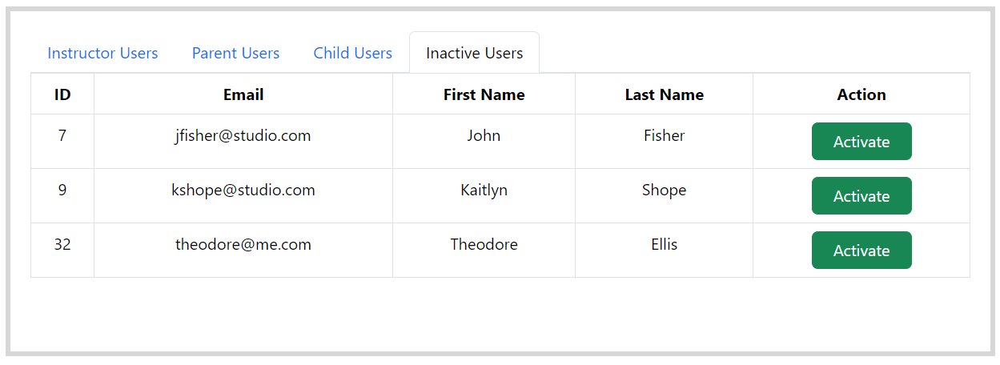 Instructor Users Parent Users Child Users Inactive Users
ID Email First Name Last Name Action
7 jfisher@studio.com John Fisher Activate
9 kshope@studio.com Kaitlyn Shope Activate
32 theodore@me.com Theodore Ellis Activate